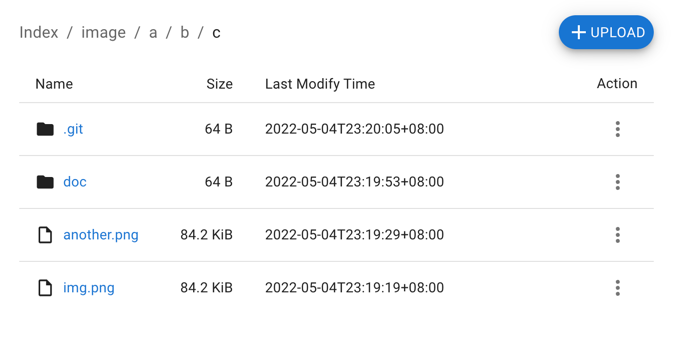 Index / image / a / b / c
+ UPLOAD
Name Size Last Modify Time Action
.git 64 B 2022-05-04T23:20:05+08:00
doc 64 B 2022-05-04T23:19:53+08:00
another.png 84.2 KiB 2022-05-04T23:19:29+08:00
img.png 84.2 KiB 2022-05-04T23:19:19+08:00